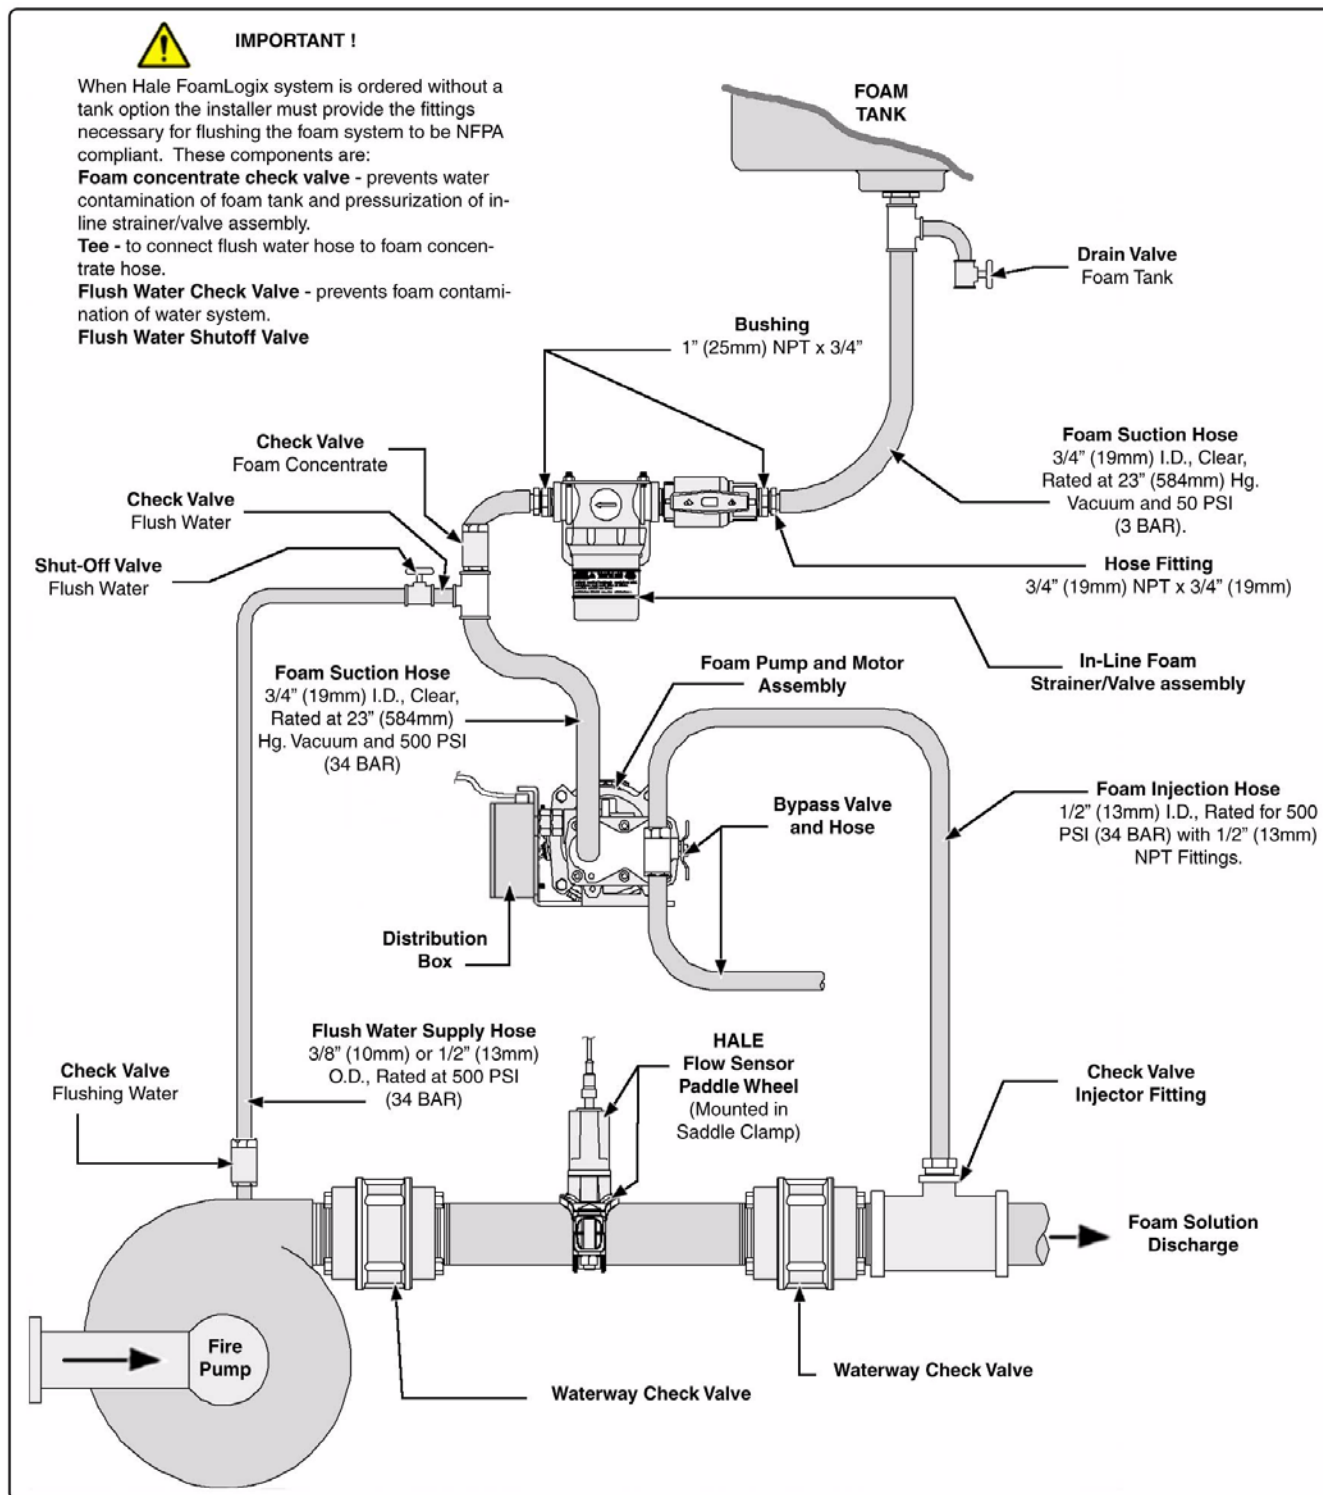 IMPORTANT !
When Hale FoamLogix system is ordered without a
tank option the installer must provide the fittings
necessary for flushing the foam system to be NFPA
compliant. These components are:
Foam concentrate check valve - prevents water
contamination of foam tank and pressurization of in-
line strainer/valve assembly.
Tee - to connect flush water hose to foam concen-
trate hose.
Flush Water Check Valve - prevents foam contami-
nation of water system.
Flush Water Shutoff Valve
FOAM
TANK
Drain Valve
Foam Tank
Bushing
1” (25mm) NPT x 3/4”
Check Valve
Foam Concentrate
Check Valve
Flush Water
Shut-Off Valve
Flush Water
Foam Suction Hose
3/4” (19mm) I.D., Clear,
Rated at 23” (584mm) Hg.
Vacuum and 50 PSI
(3 BAR).
Hose Fitting
3/4” (19mm) NPT x 3/4” (19mm)
In-Line Foam
Strainer/Valve assembly
Foam Suction Hose
3/4” (19mm) I.D., Clear,
Rated at 23” (584mm)
Hg. Vacuum and 500 PSI
(34 BAR)
Foam Pump and Motor
Assembly
Bypass Valve
and Hose
Foam Injection Hose
1/2” (13mm) I.D., Rated for 500
PSI (34 BAR) with 1/2” (13mm)
NPT Fittings.
Distribution
Box
Flush Water Supply Hose
3/8” (10mm) or 1/2” (13mm)
O.D., Rated at 500 PSI
(34 BAR)
HALE
Flow Sensor
Paddle Wheel
(Mounted in
Saddle Clamp)
Check Valve
Flushing Water
Check Valve
Injector Fitting
Foam Solution
Discharge
Fire
Pump
Waterway Check Valve
Waterway Check Valve